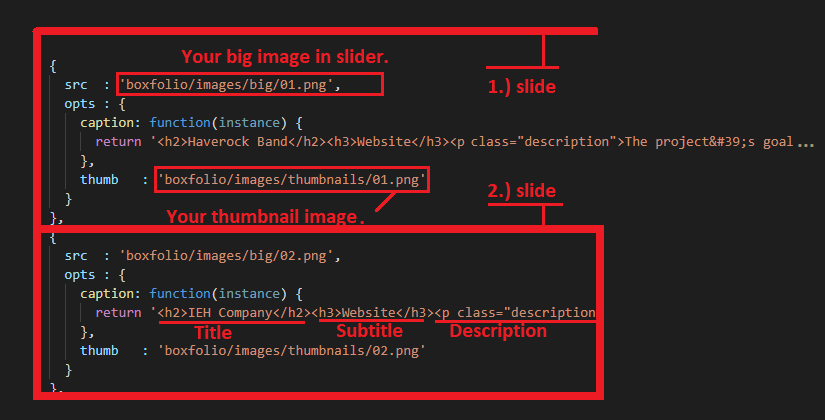 Your big image in slider.
{
src : 'boxfolio/images/big/01.png',
1.) slide
opts : {
caption: function(instance) {
return '<h2>Haverock Band</h2><h3>Website</h3><p class="description">The project&#39;s goal ...
},
thumb : 'boxfolio/images/thumbnails/01.png'
}
2.) slide
Your thumbnail image .
},
{
src : 'boxfolio/images/big/02.png',
opts : {
caption: function(instance) {
return '<h2>IEH Company</h2><h3>Website</h3><p class="description
Title Subtitle Description
},
thumb : 'boxfolio/images/thumbnails/02.png'
}
},